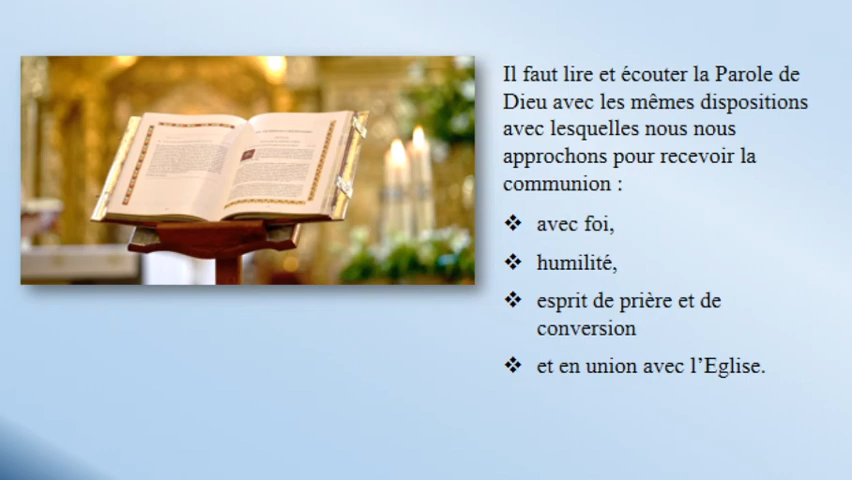 Il faut lire et écouter la Parole de
Dieu avec les mêmes dispositions
avec lesquelles nous nous
approchons pour recevoir la
communion :
❖ avec foi,
❖ humilité,
❖ esprit de prière et de
conversion
❖ et en union avec l’Eglise.